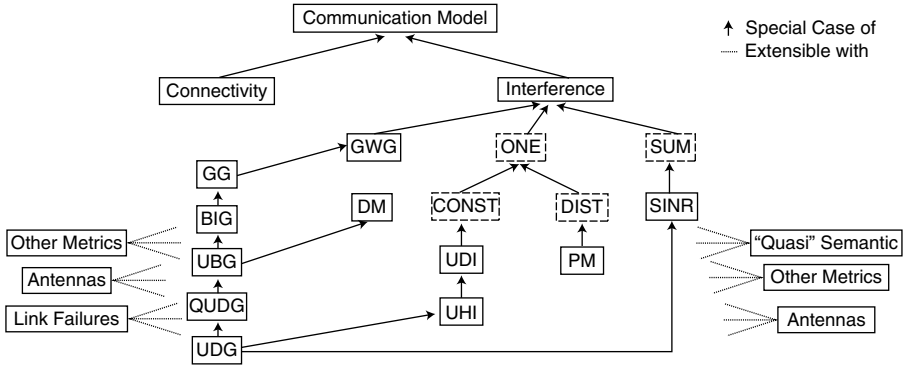 Communication Model
Special Case of
Extensible with
Connectivity
Interference
GWG
ONE
SUM
GG
BIG
DM
CONST
DIST
SINR
Other Metrics
UBG
UDI
PM
"Quasi" Semantic
Antennas
Other Metrics
QUDG
UHI
Link Failures
Antennas
UDG